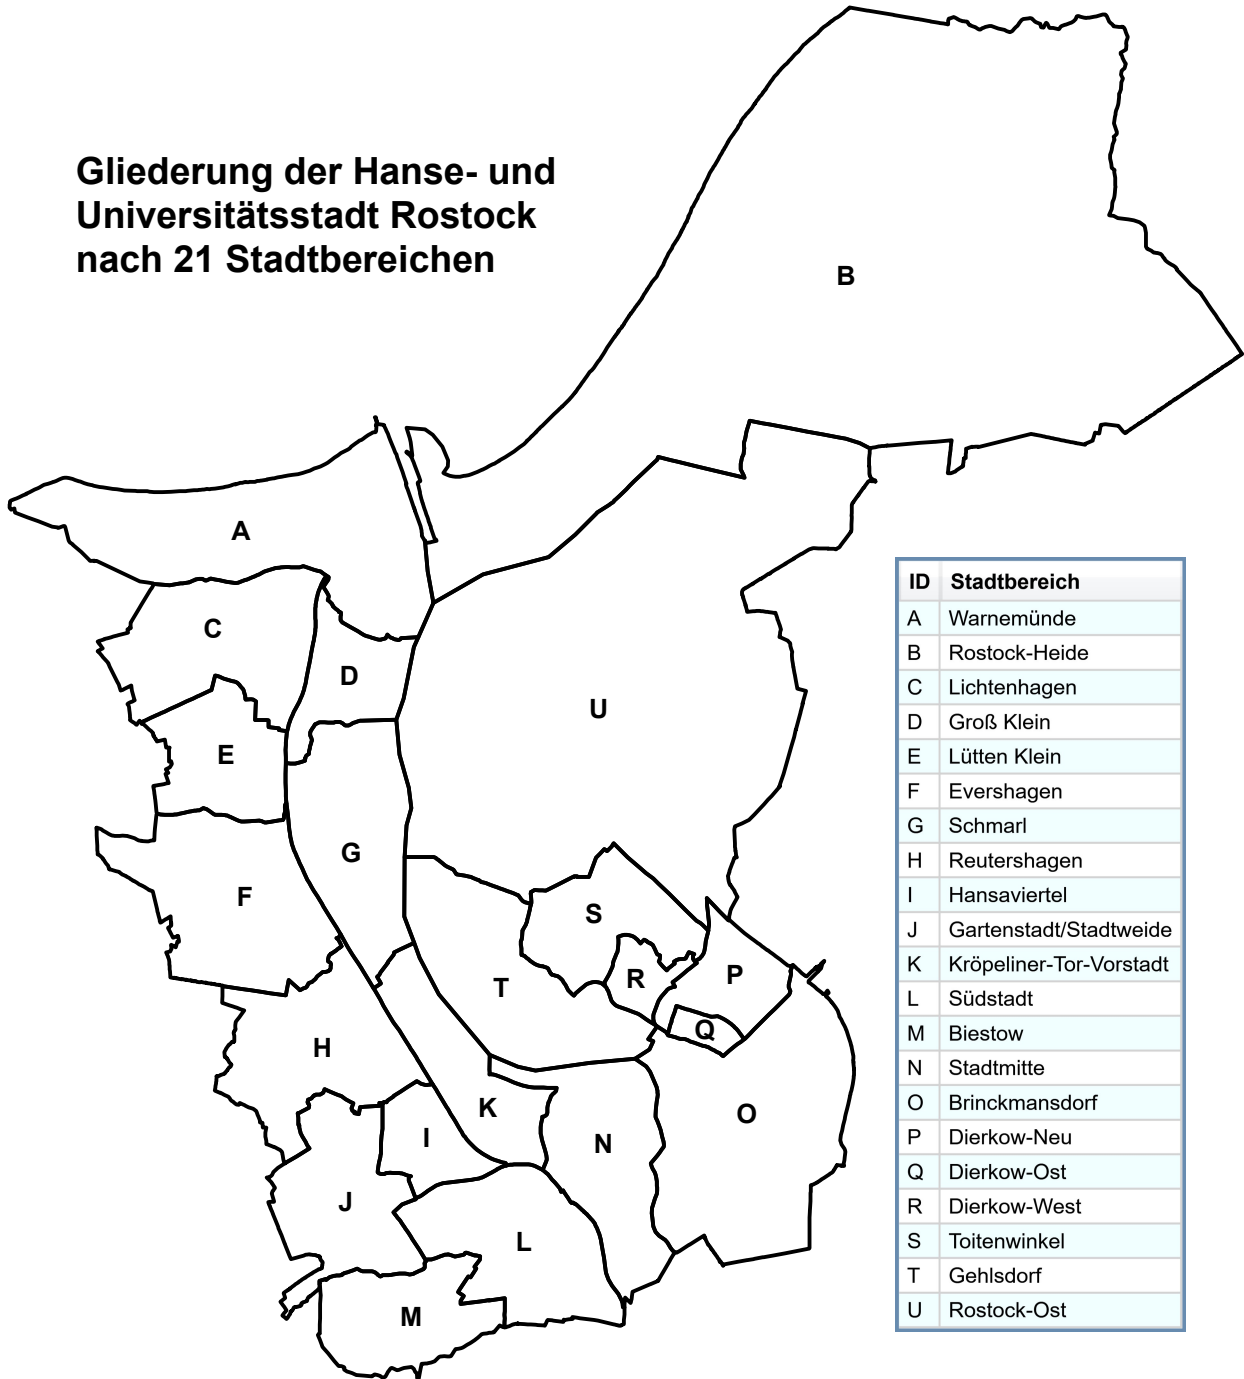 Gliederung der Hanse- und
Universitätsstadt Rostock
nach 21 Stadtbereichen
B
A
C
D
U
E
G
F
S
P
R
T
Q
H
K
O
I
N
J
L
M
ID Stadtbereich
A Warnemünde
B Rostock-Heide
C Lichtenhagen
D Groß Klein
E Lütten Klein
F Evershagen
G Schmarl
H Reutershagen
I Hansaviertel
J Gartenstadt/Stadtweide
K Kröpeliner-Tor-Vorstadt
L Südstadt
M Biestow
N Stadtmitte
O Brinckmansdorf
P Dierkow-Neu
Q Dierkow-Ost
R Dierkow-West
S Toitenwinkel
T Gehlsdorf
U Rostock-Ost